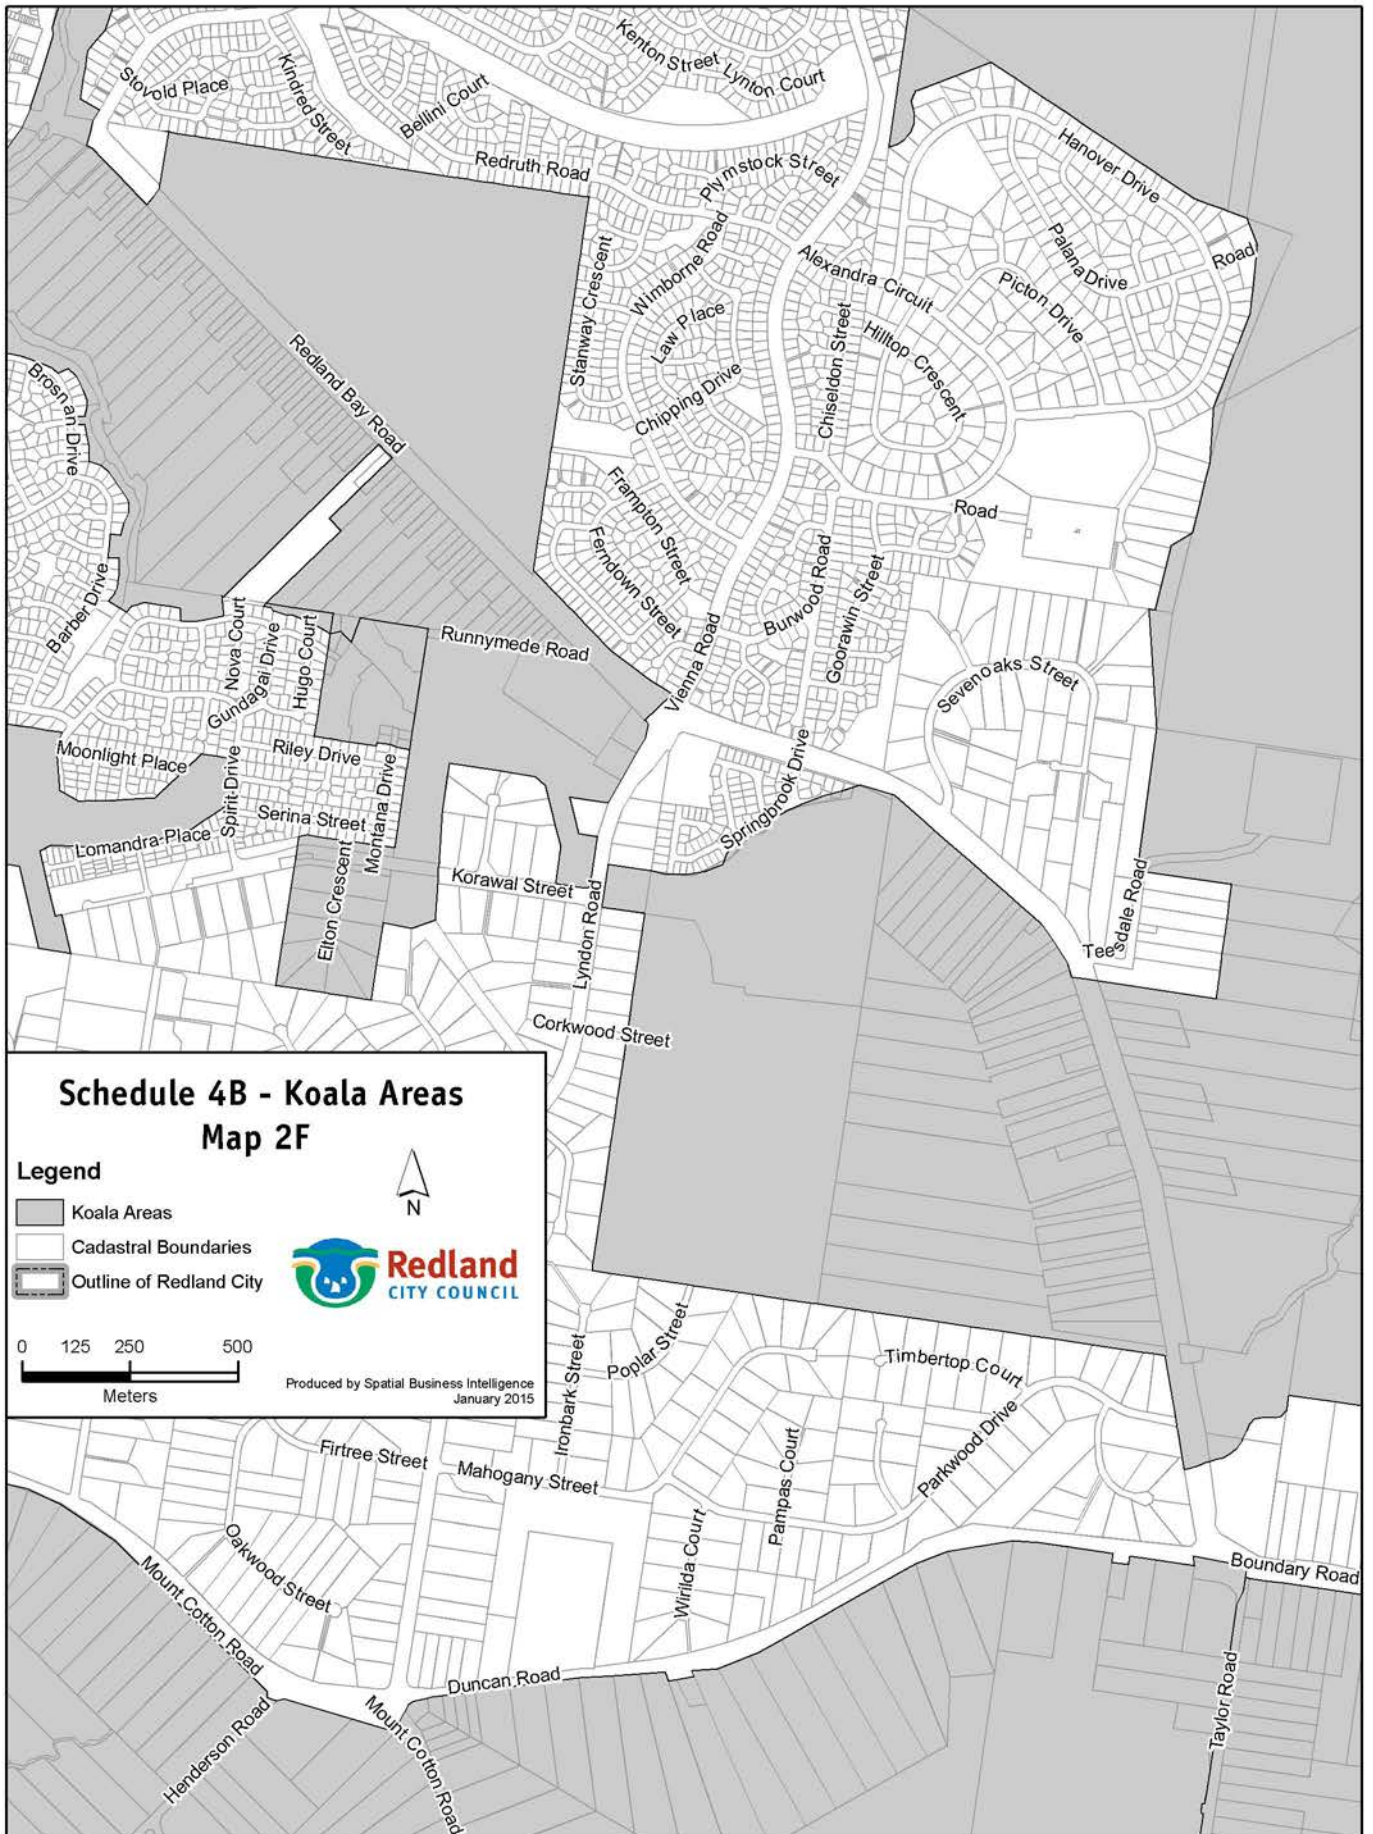 Kenton Street
Lynton Court
Stovold Place
Kindred Street
Bellini Court
Redruth Road
Plymstock Street
Hanover Drive
Wimborne Road
Stanway Crescent
Alexandra Circuit
Palana Drive
Road
Picton Drive
Law Place
Chiseldon Street
Hilltop Crescent
Redland Bay Road
Brosnan Drive
Chipping Drive
Frampton Street
Road
Ferndown Street
Burwood Road
Goorawin Street
Barber Drive
Nova Court
Gundagai Drive
Hugo Court
Runnymede Road
Vienna Road
Sevenoaks Street
Moonlight Place
Riley Drive
Spirit Drive
Montana Drive
Springbrook Drive
Serina Street
Lomandra Place
Elton Crescent
Korawal Street
Lyndon Road
Teesdale Road
Corkwood Street
Schedule 4B - Koala Areas
Map 2F
Legend
N
Koala Areas
Cadastral Boundaries
Outline of Redland City
Redland
CITY COUNCIL
0 125 250 500
Meters
Produced by Spatial Business Intelligence
January 2015
Poplar Street
Ironbark Street
Timbertop Court
Parkwood Drive
Pampas Court
Firtree Street
Mahogany Street
Wirilda Court
Oakwood Street
Mount Cotton Road
Boundary Road
Duncan Road
Henderson Road
Mount Cotton Road
Taylor Road